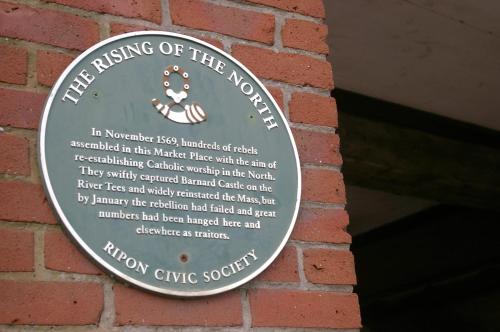 THE RISING OF THE NORTH
In November 1569, hundreds of rebels
assembled in this Market Place with the aim of
re-establishing Catholic worship in the North.
They swiftly captured Barnard Castle on the
River Tees and widely reinstated the Mass, but
by January the rebellion had failed and great
numbers had been hanged here and
elsewhere as traitors.
RIPON CIVIC SOCIETY